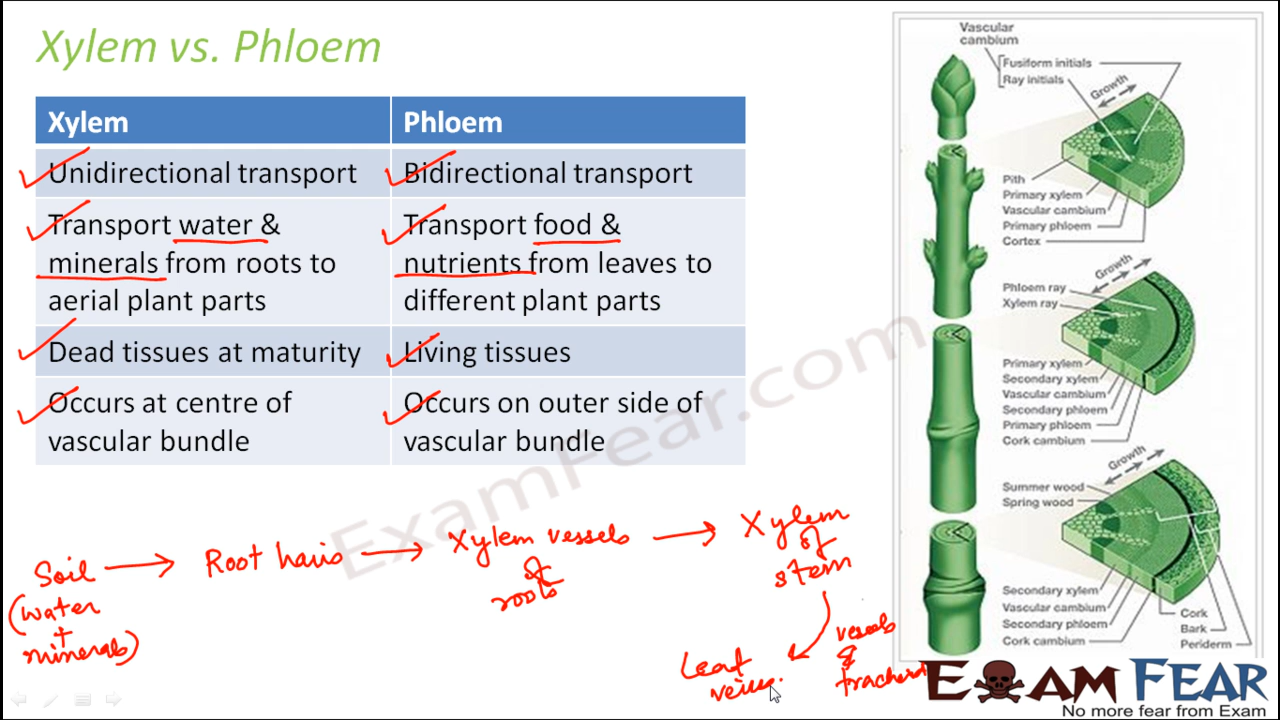 Xylem vs. Phloem
Xylem
Phloem
Unidirectional transport
Bidirectional transport
Transport water &
minerals from roots to
aerial plant parts
Transport food &
nutrients from leaves to
different plant parts
Dead tissues at maturity
Living tissues
Occurs at centre of
vascular bundle
Occurs on outer side of
vascular bundle
Soil
(water
+
minerals)
Root hairs
Xylem vessels
of
roots
Xylem
of
stem
vessels
&
tracheid
Leaf
veins.
Vascular
cambium
Fusiform initials
Ray initials
Growth
Pith
Primary xylem
Vascular cambium
Primary phloem
Cortex
Growth
Phloem ray
Xylem ray
Primary xylem
Secondary xylem
Vascular cambium
Secondary phloem
Primary phloem
Cork cambium
Growth
Summer wood
Spring wood
Secondary xylem
Vascular cambium
Secondary phloem
Cork cambium
Cork
Bark
Periderm
ExamFear.com
EXAM FEAR
No more fear from Exam